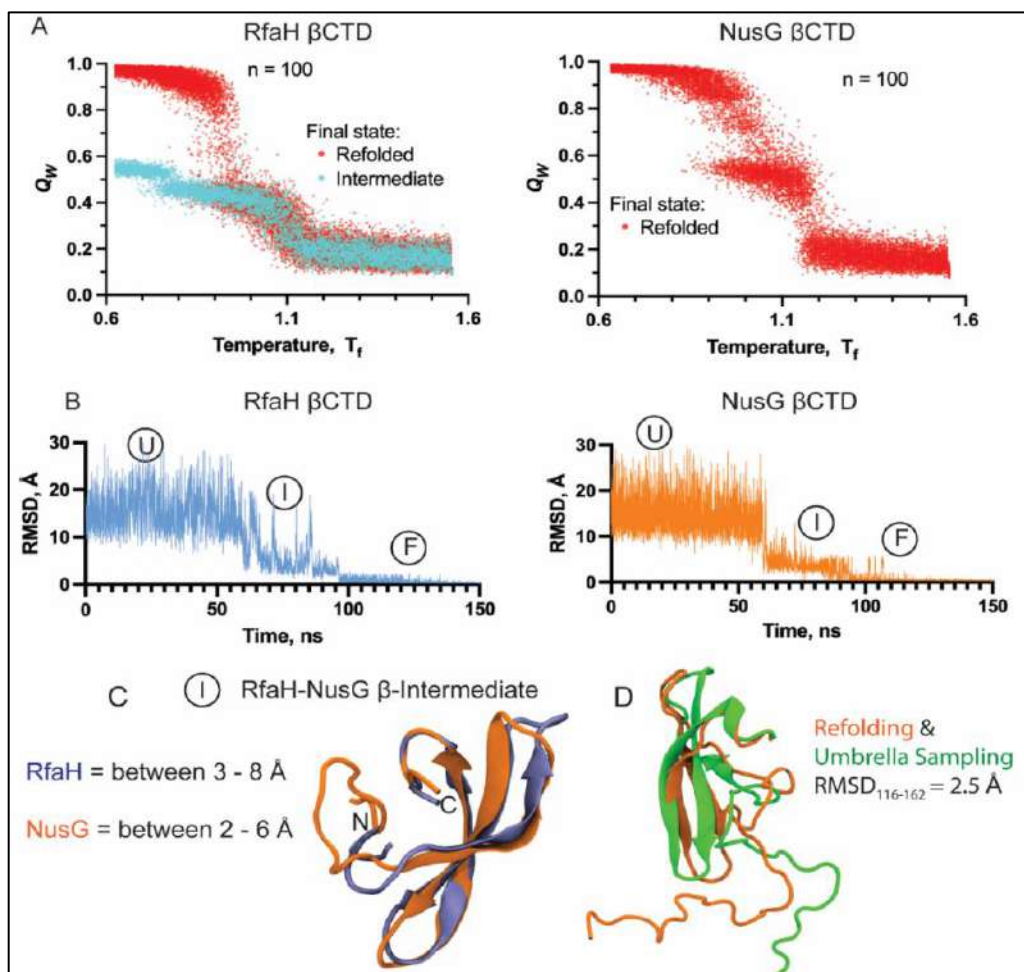 A
RfaH βCTD
NusG βCTD
n = 100
n = 100
Final state:
Refolded
Intermediate
Final state:
Refolded
Q_W
1.0
0.8
0.6
0.4
0.2
0.0
0.6
1.1
1.6
Temperature, T_f
Q_W
1.0
0.8
0.6
0.4
0.2
0.0
0.6
1.1
1.6
Temperature, T_f
B
RfaH βCTD
NusG βCTD
RMSD, Å
30
20
10
0
U
I
F
0
50
100
150
Time, ns
RMSD, Å
30
20
10
0
U
I
F
0
50
100
150
Time, ns
C
I RfaH-NusG β-Intermediate
RfaH = between 3 - 8 Å
NusG = between 2 - 6 Å
N
C
D
Refolding &
Umbrella Sampling
RMSD₁₁₆₋₁₆₂ = 2.5 Å